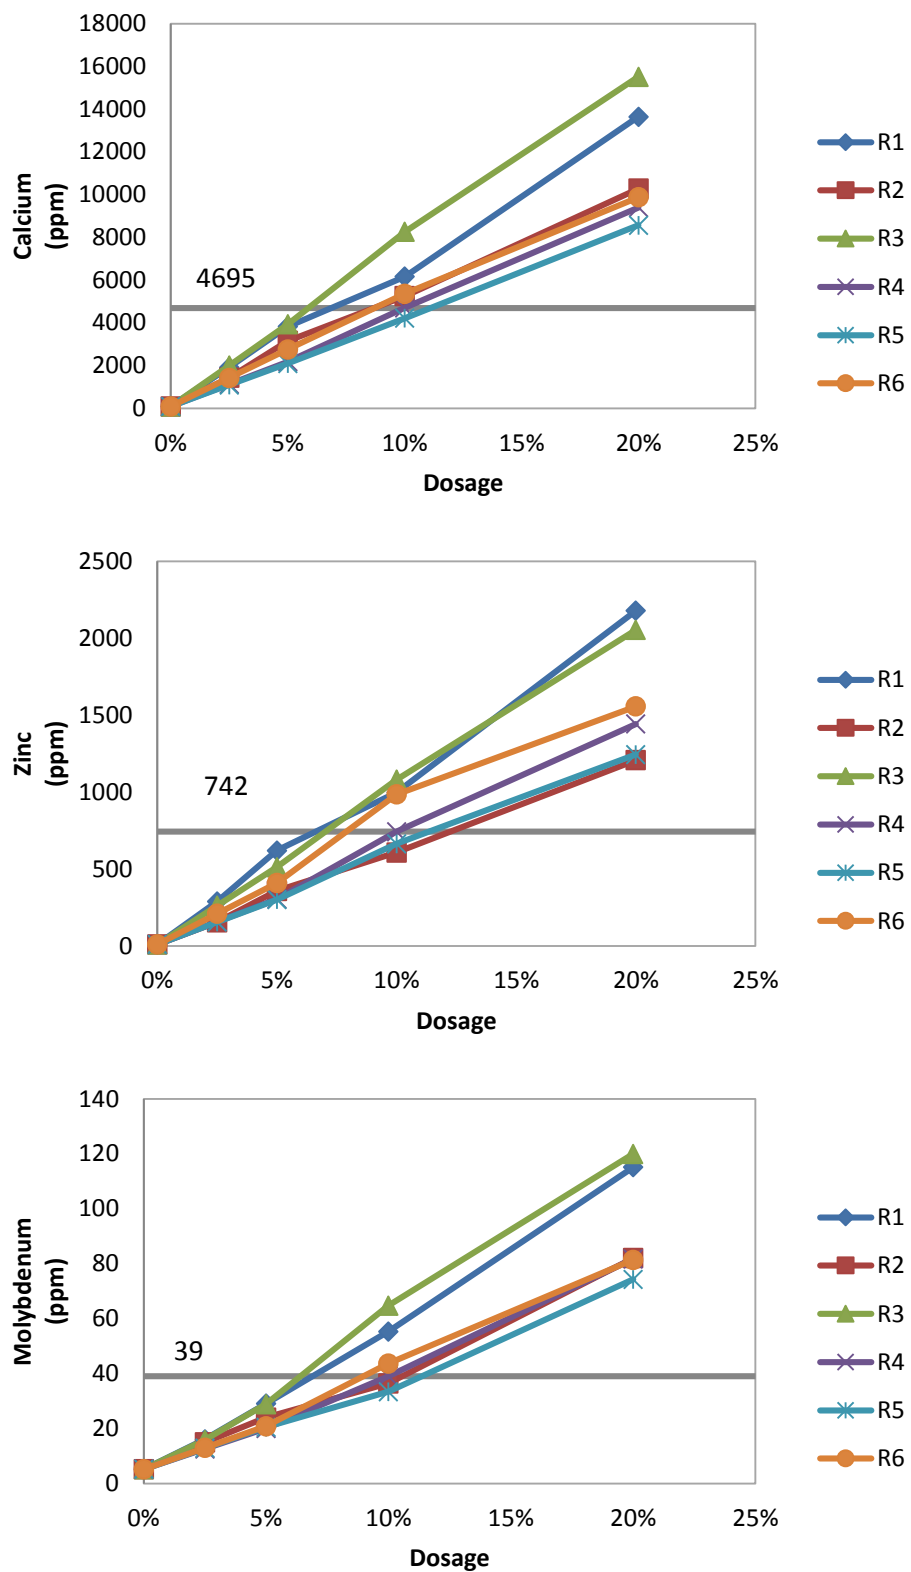 18000
16000
14000
12000
10000
8000
6000
4000
2000
0
Calcium
(ppm)
4695
0% 5% 10% 15% 20% 25%
Dosage
R1
R2
R3
R4
R5
R6
2500
2000
1500
1000
500
0
Zinc
(ppm)
742
0% 5% 10% 15% 20% 25%
Dosage
R1
R2
R3
R4
R5
R6
140
120
100
80
60
40
20
0
Molybdenum
(ppm)
39
0% 5% 10% 15% 20% 25%
Dosage
R1
R2
R3
R4
R5
R6